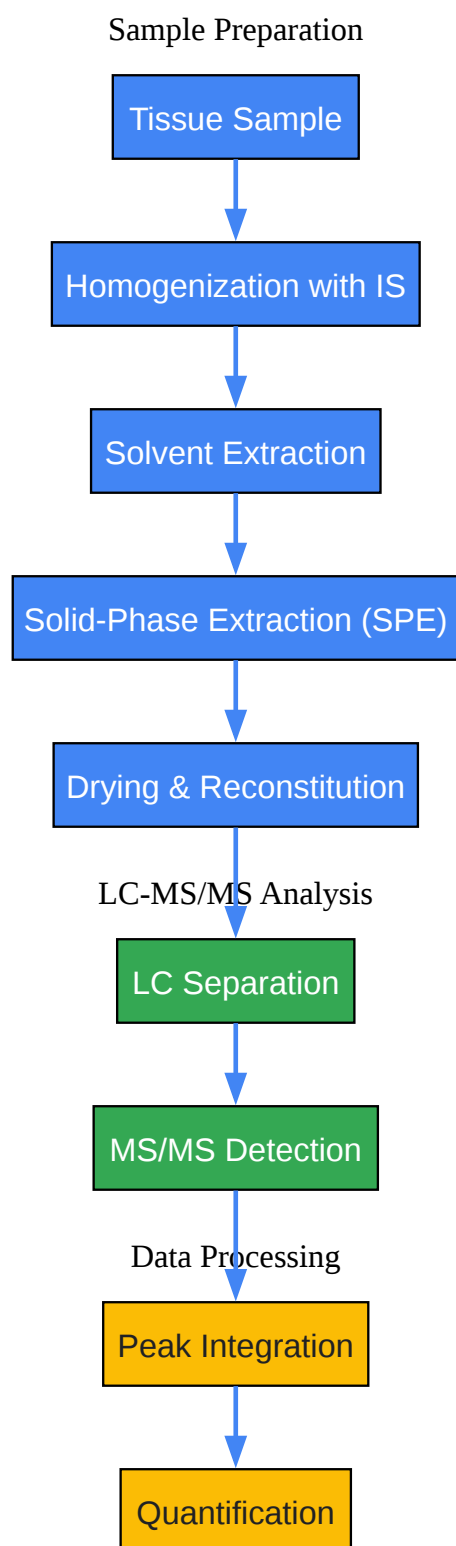 Sample Preparation
Tissue Sample
Homogenization with IS
Solvent Extraction
Solid-Phase Extraction (SPE)
Drying & Reconstitution
LC-MS/MS Analysis
LC Separation
MS/MS Detection
Data Processing
Peak Integration
Quantification